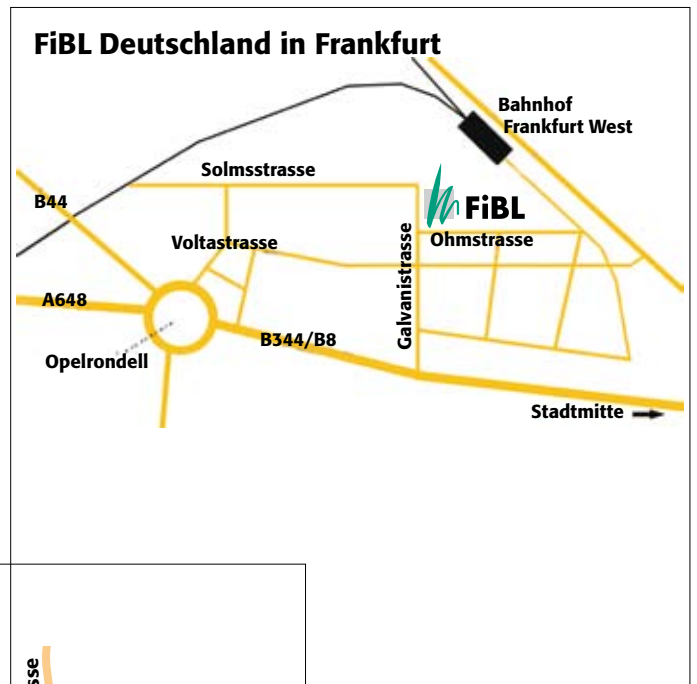 FiBL Deutschland in Frankfurt
Bahnhof
Frankfurt West
Solmsstrasse
B44
FiBL
Voltastrasse
Ohmstrasse
Galvanistrasse
A648
B344/B8
Opelrondell
Stadtmitte